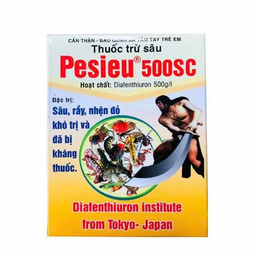 CẨN THẬN - BẢO QUẢN XA TẦM TAY TRẺ EM
Thuốc trừ sâu
Pesieu® 500SC
Hoạt chất: Diafenthiuron 500g/l
Đặc trị:
Sâu, rầy, nhện đỏ
khó trị và
đã bị
kháng
thuốc.
Diafenthiuron institute
from Tokyo- Japan